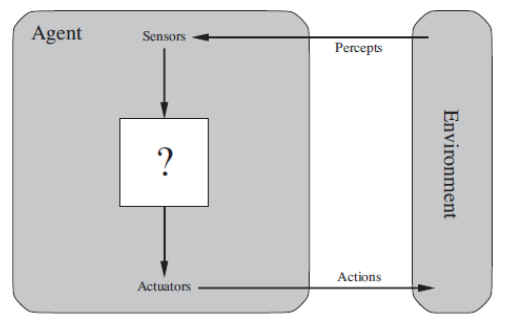 Agent
Sensors
Percepts
?
Environment
Actuators
Actions